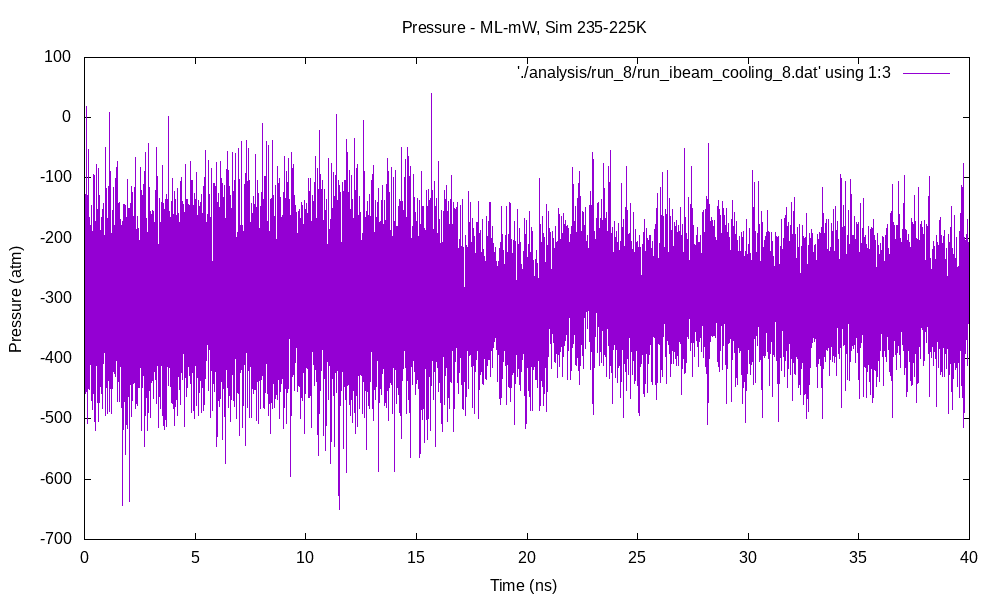 Pressure - ML-mW, Sim 235-225K
'./analysis/run_8/run_ibeam_cooling_8.dat' using 1:3
100
0
-100
-200
-300
-400
-500
-600
-700
Pressure (atm)
0 5 10 15 20 25 30 35 40
Time (ns)